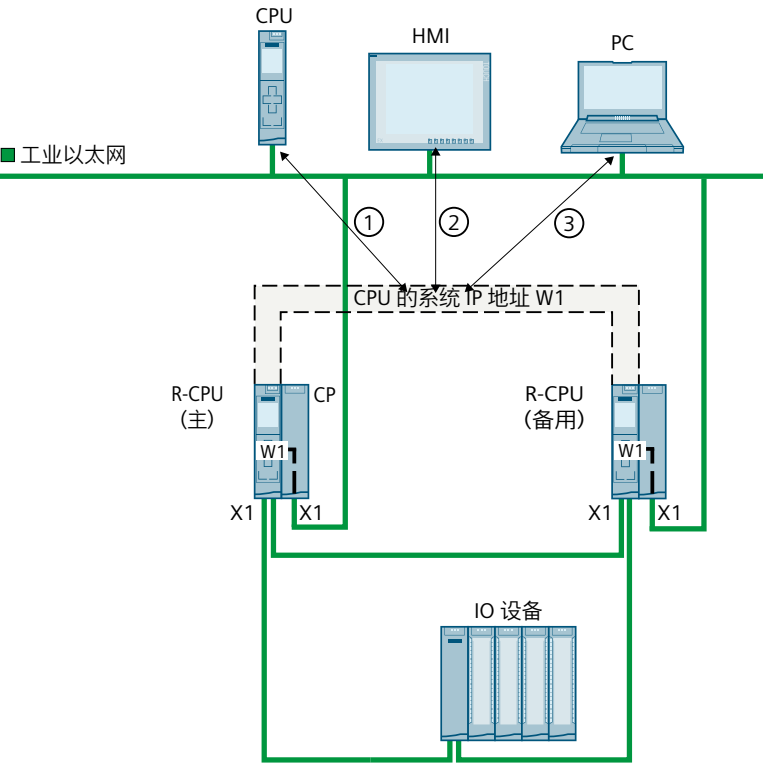 CPU
HMI
PC
工业以太网
1
2
3
CPU 的系统 IP 地址 W1
R-CPU
（主）
CP
R-CPU
（备用）
W1
W1
X1
X1
X1
X1
IO 设备